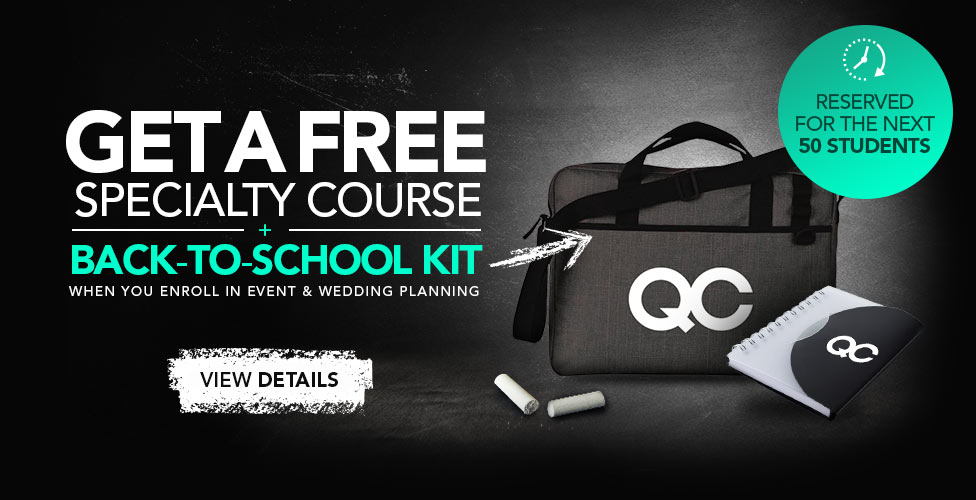 GET A FREE
SPECIALTY COURSE
+
BACK-TO-SCHOOL KIT
WHEN YOU ENROLL IN EVENT & WEDDING PLANNING
VIEW DETAILS
RESERVED
FOR THE NEXT
50 STUDENTS
QC
QC